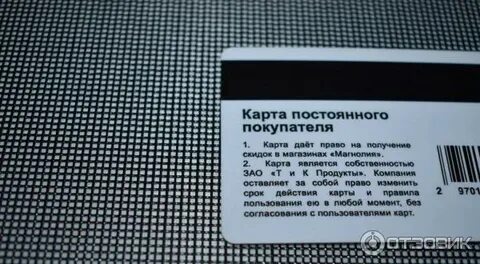 Карта постоянного
покупателя
1. Карта даёт право на получение
скидок в магазинах «Магнолия».
2. Карта является собственностью
ЗАО «Т и К Продукты». Компания
оставляет за собой право изменить
срок действия карты и правила
пользования ею в любой момент, без
согласования с пользователями карт.
2 9701
ОТЗОВИК